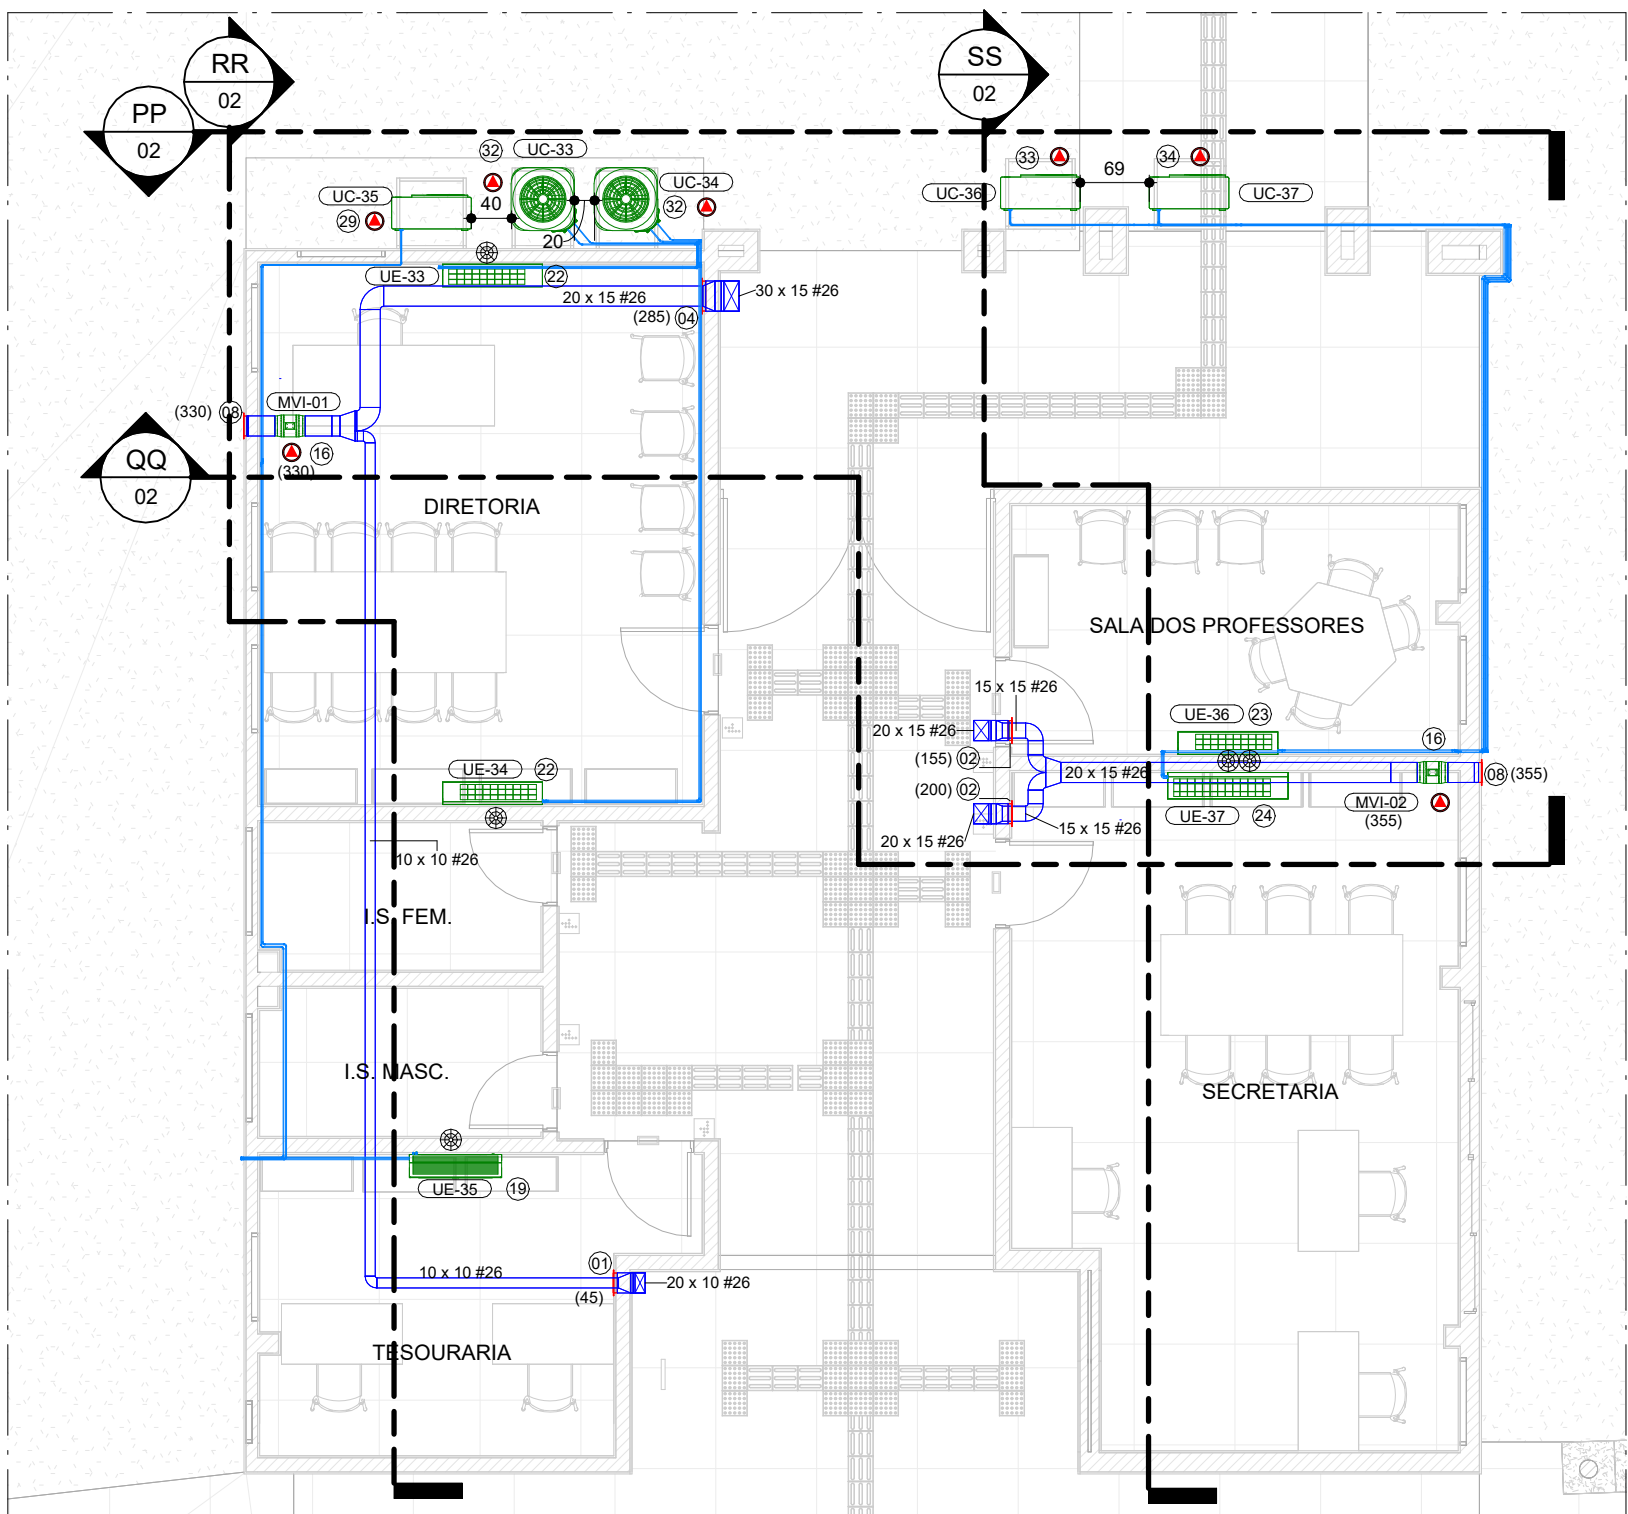 RR
02
SS
02
PP
02
32
UC-33
33
34
69
UC-35
40
UC-34
UC-36
UC-37
29
32
20
UE-33
22
20 x 15 #26
30 x 15 #26
(285)
04
MVI-01
(330)
08
16
(330)
QQ
02
DIRETORIA
SALA DOS PROFESSORES
15 x 15 #26
UE-36
23
20 x 15 #26
16
(155)
02
UE-34
22
20 x 15 #26
08
(355)
(200)
02
MVI-02
(355)
UE-37
24
15 x 15 #26
20 x 15 #26
10 x 10 #26
I.S. FEM.
I.S. MASC.
SECRETARIA
UE-35
19
01
10 x 10 #26
20 x 10 #26
(45)
TESOURARIA